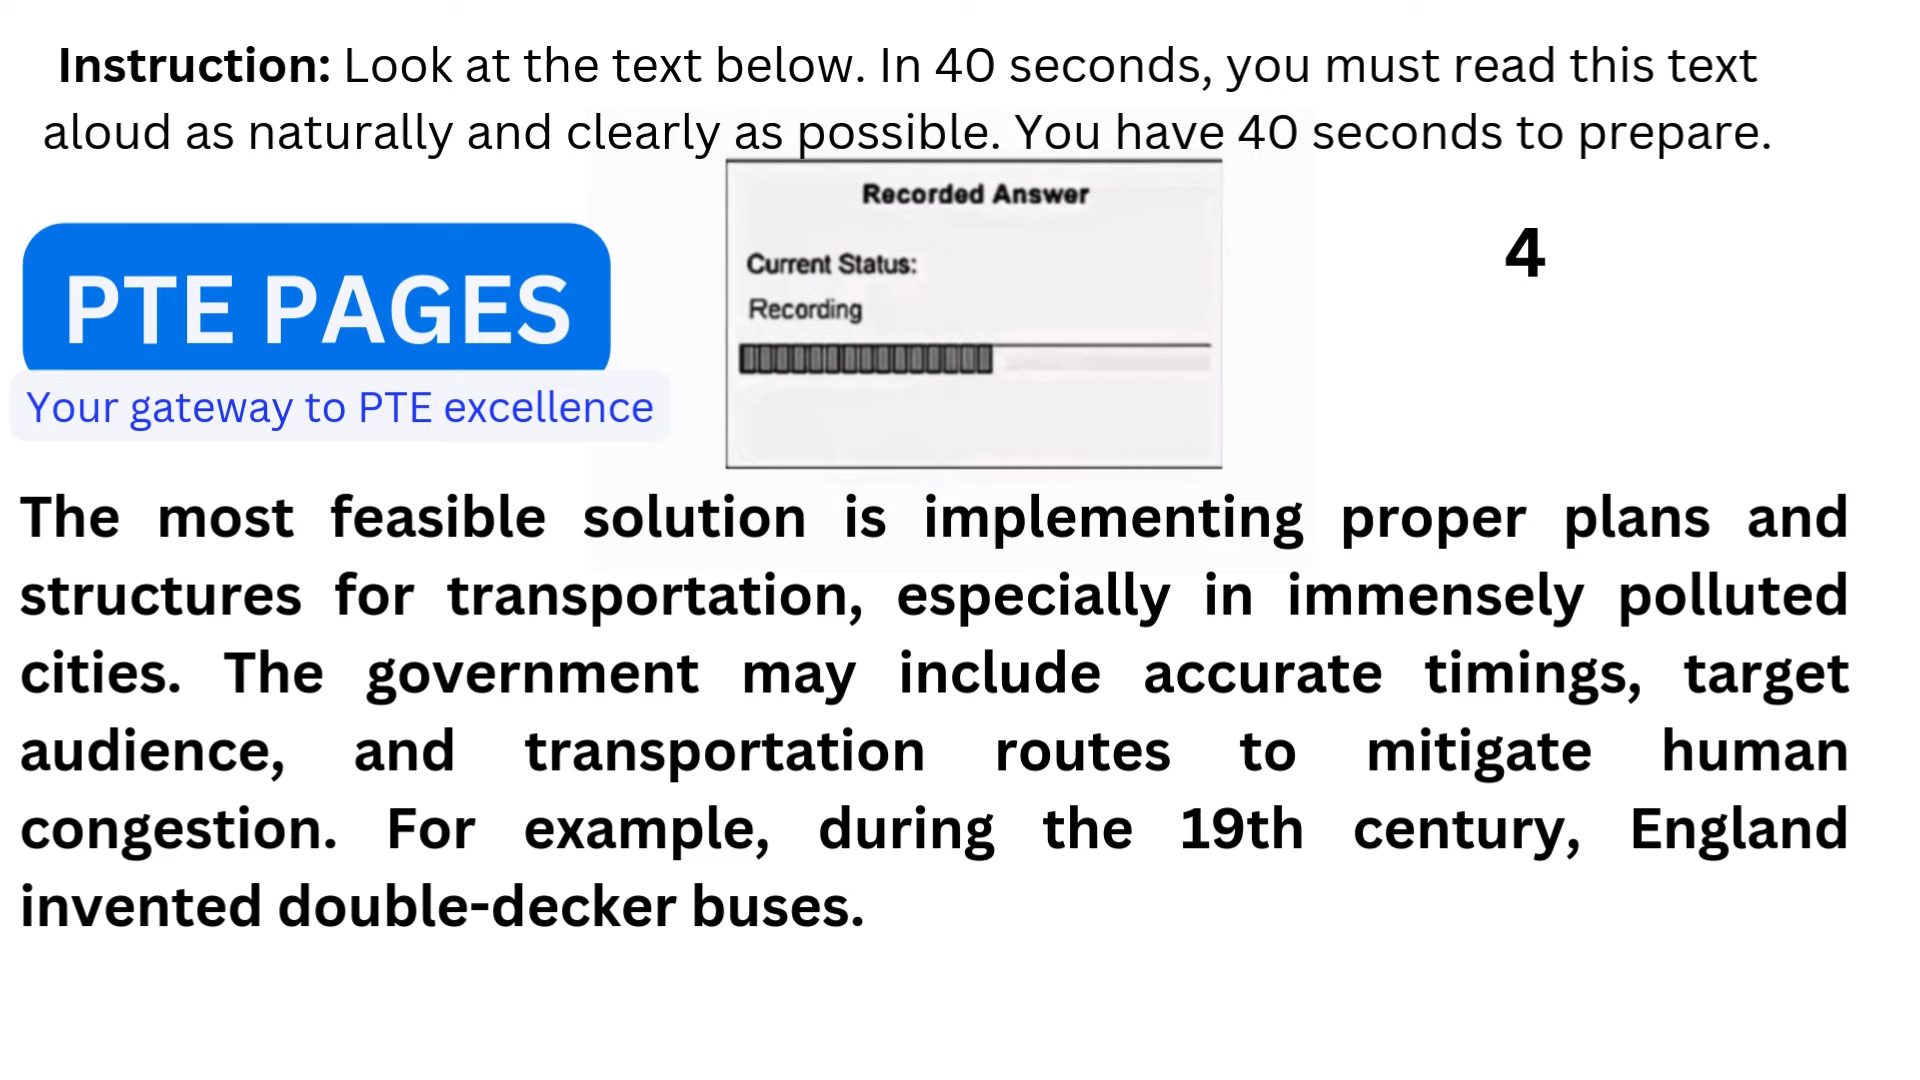 Instruction: Look at the text below. In 40 seconds, you must read this text
aloud as naturally and clearly as possible. You have 40 seconds to prepare.
Recorded Answer
4
PTE PAGES
Current Status:
Recording
Your gateway to PTE excellence
The most feasible solution is implementing proper plans and
structures for transportation, especially in immensely polluted
cities. The government may include accurate timings, target
audience, and transportation routes to mitigate human
congestion. For example, during the 19th century, England
invented double-decker buses.